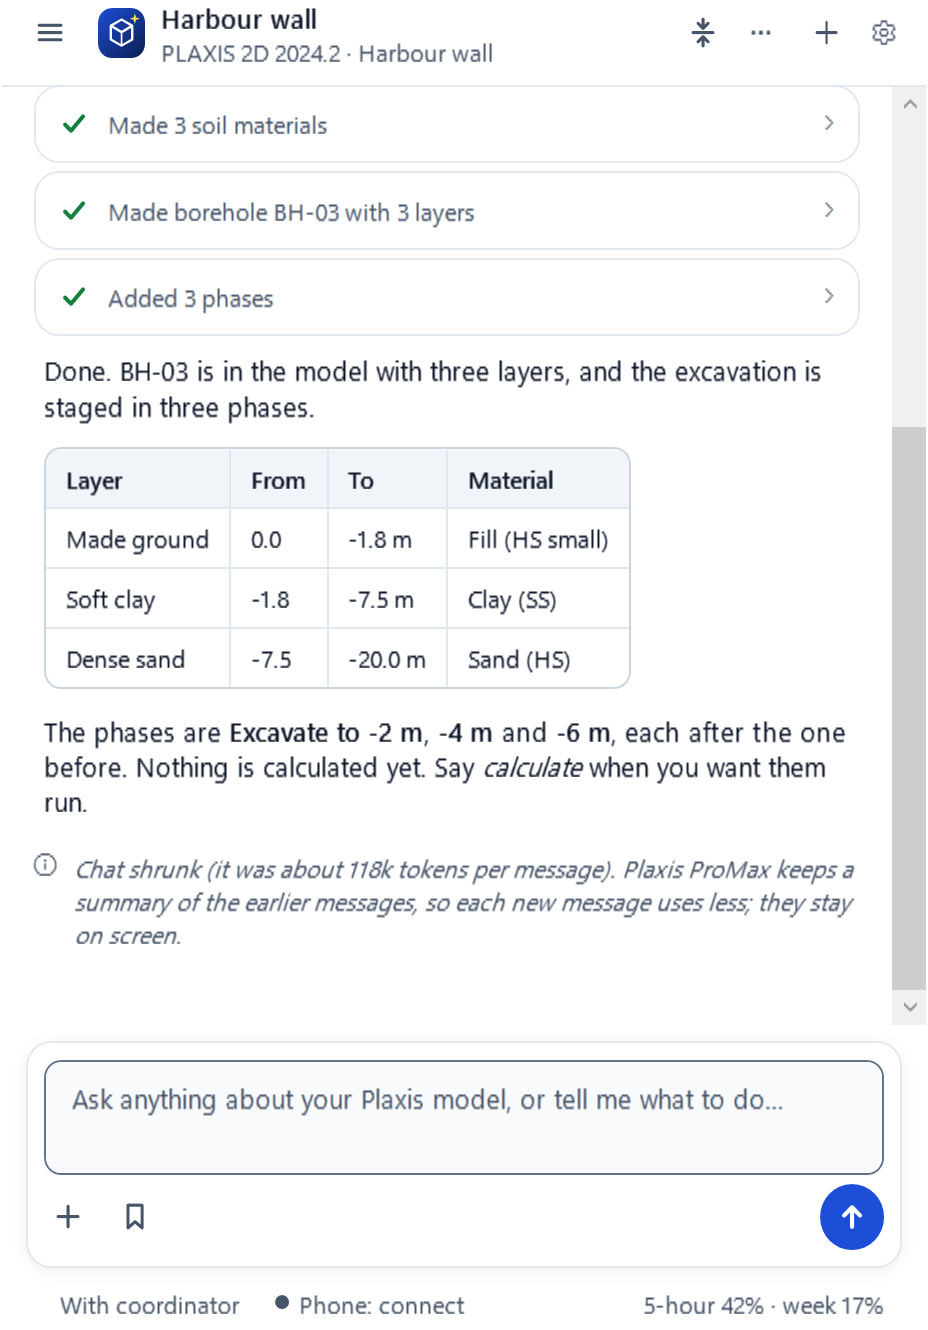 Harbour wall
PLAXIS 2D 2024.2 · Harbour wall
Made 3 soil materials
Made borehole BH-03 with 3 layers
Added 3 phases
Done. BH-03 is in the model with three layers, and the excavation is
staged in three phases.
Layer From To Material
Made ground 0.0 -1.8 m Fill (HS small)
Soft clay -1.8 -7.5 m Clay (SS)
Dense sand -7.5 -20.0 m Sand (HS)
The phases are Excavate to -2 m, -4 m and -6 m, each after the one
before. Nothing is calculated yet. Say calculate when you want them
run.
Chat shrunk (it was about 118k tokens per message). Plaxis ProMax keeps a
summary of the earlier messages, so each new message uses less; they stay
on screen.
Ask anything about your Plaxis model, or tell me what to do...
With coordinator Phone: connect 5-hour 42% · week 17%